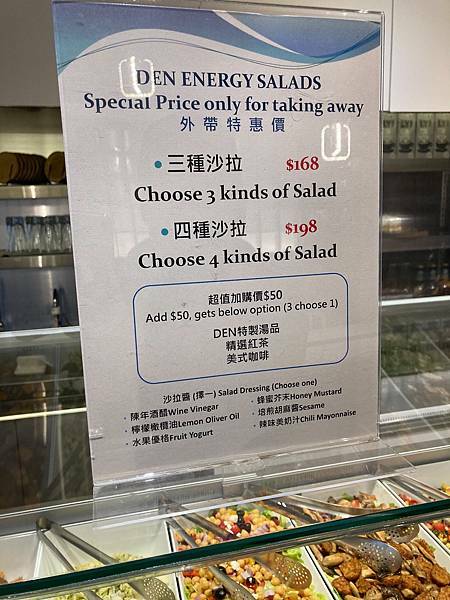 DEN ENERGY SALADS
Special Price only for taking away
外帶特惠價
• 三種沙拉 $168
Choose 3 kinds of Salad
• 四種沙拉 $198
Choose 4 kinds of Salad
超值加購價$50
Add $50, gets below option (3 choose 1)
DEN特製湯品
精選紅茶
美式咖啡
沙拉醬 (擇一) Salad Dressing (Choose one)
• 陳年酒醋Wine Vinegar
• 檸檬橄欖油Lemon Oliver Oil
• 水果優格Fruit Yogurt
• 蜂蜜芥末Honey Mustard
• 焙煎胡麻醬Sesame
• 辣味美奶汁Chili Mayonnaise